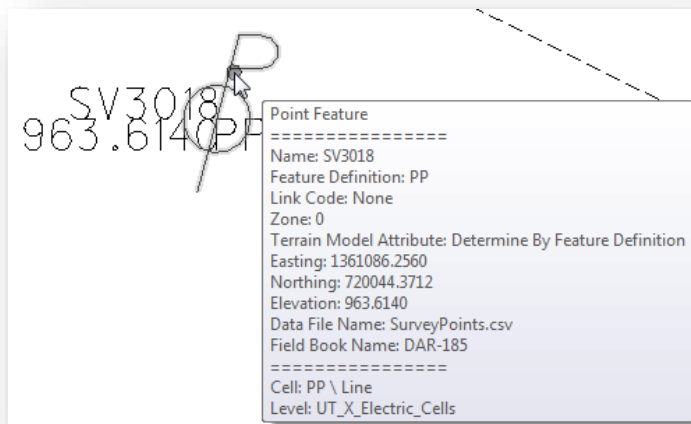 P
SV3018
963.6140 PP
Point Feature
================
Name: SV3018
Feature Definition: PP
Link Code: None
Zone: 0
Terrain Model Attribute: Determine By Feature Definition
Easting: 1361086.2560
Northing: 720044.3712
Elevation: 963.6140
Data File Name: SurveyPoints.csv
Field Book Name: DAR-185
================
Cell: PP \ Line
Level: UT_X_Electric_Cells